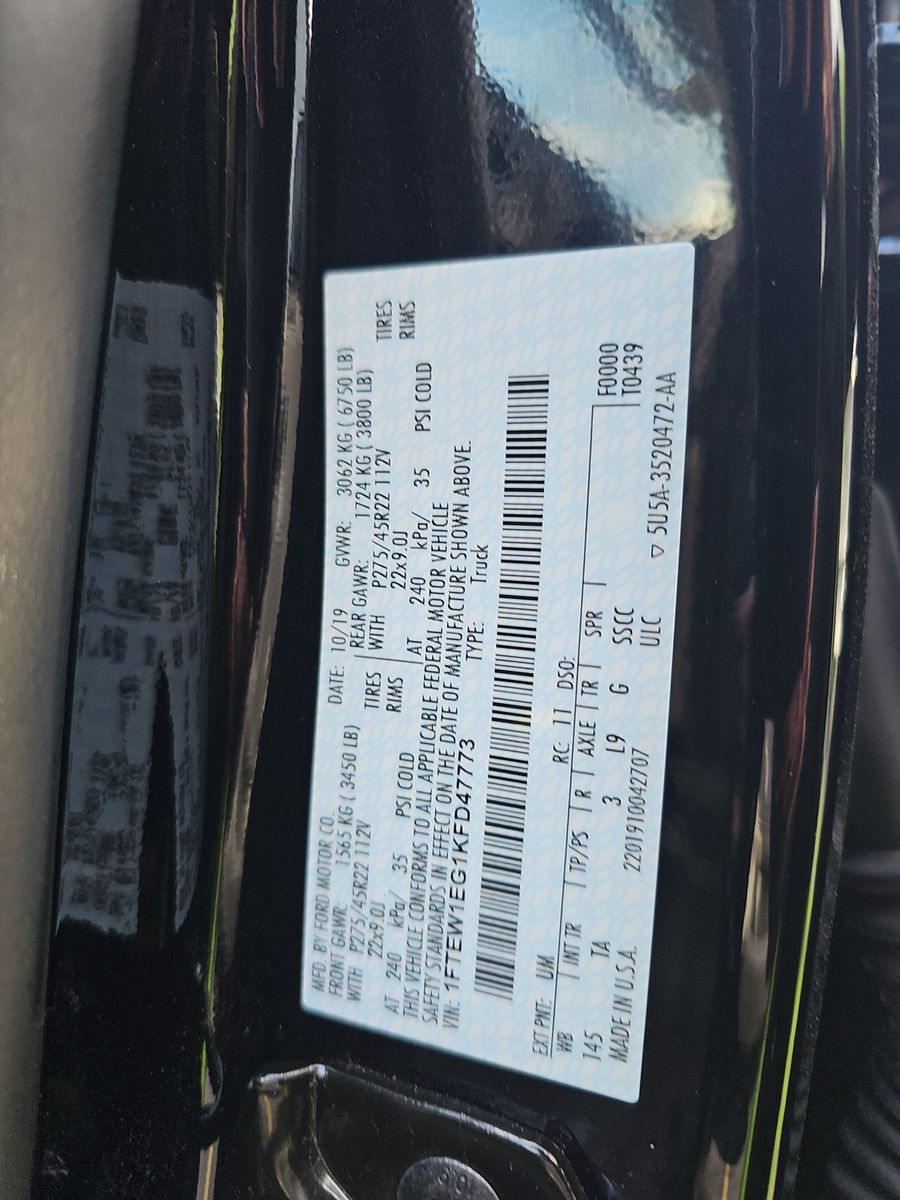 MFD. BY FORD MOTOR CO.
DATE: 10/19 GVWR: 3062 KG ( 6750 LB)
FRONT GAWR: 1565 KG ( 3450 LB) REAR GAWR: 1724 KG ( 3800 LB)
WITH P275/45R22 112V TIRES WITH P275/45R22 112V TIRES
22x9.0J RIMS 22x9.0J RIMS
AT 240 kPa/ 35 PSI COLD AT 240 kPa/ 35 PSI COLD
THIS VEHICLE CONFORMS TO ALL APPLICABLE FEDERAL MOTOR VEHICLE
SAFETY STANDARDS IN EFFECT ON THE DATE OF MANUFACTURE SHOWN ABOVE.
VIN: 1FTEW1EG1KFD47773 TYPE: Truck
EXT PNT: UM RC: 11 DSO:
WB INT TR TP/PS R AXLE TR SPR F0000
145 TA 3 L9 G SSCC T0439
MADE IN U.S.A. 2201910042707 ULC
▽ 5U5A-3520472-AA